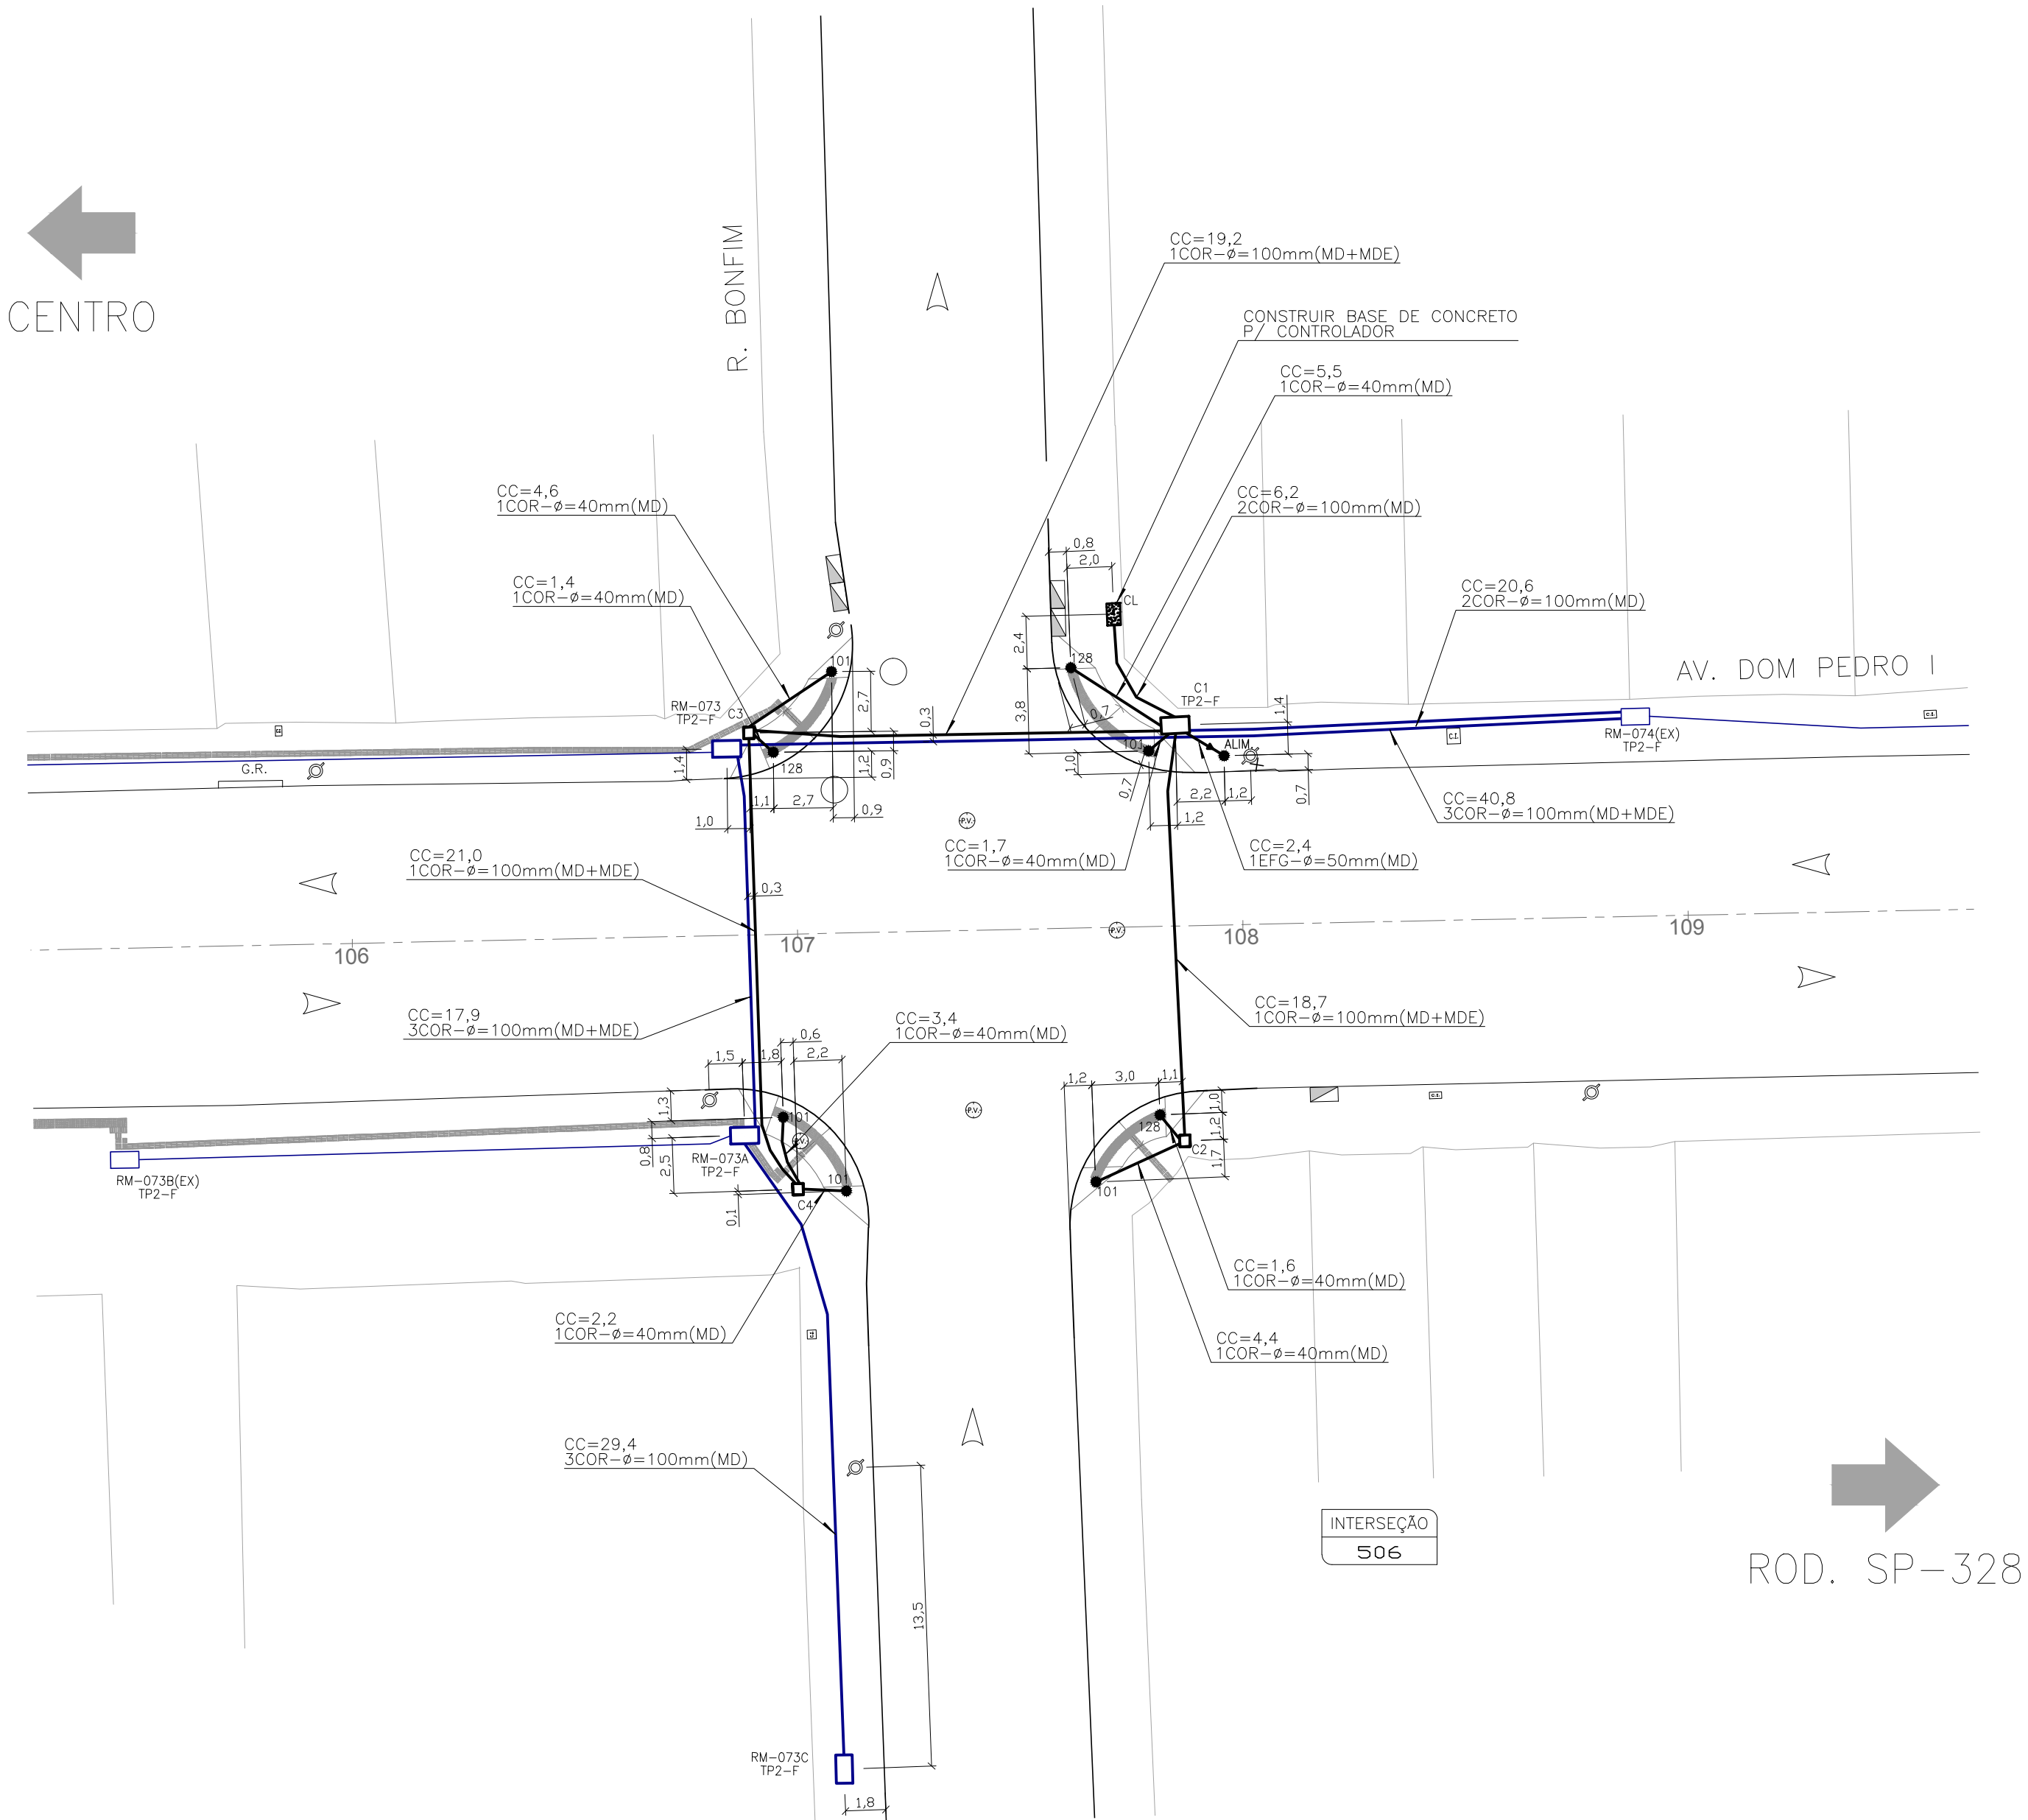 CENTRO
R. BONFIM
CC=19,2
1COR-ø=100mm(MD+MDE)
CONSTRUIR BASE DE CONCRETO
P/ CONTROLADOR
CC=5,5
1COR-ø=40mm(MD)
CC=6,2
2COR-ø=100mm(MD)
CC=4,6
1COR-ø=40mm(MD)
CC=1,4
1COR-ø=40mm(MD)
CC=20,6
2COR-ø=100mm(MD)
0,8
2,0
CL
2,4
128
101
AV. DOM PEDRO I
C1
TP2-F
RM-073
TP2-F
C3
2,7
0,3
3,8
0,7
1,4
RM-074(EX)
TP2-F
C.I.
C.I.
C.I.
101
ALIM.
G.R.
1,4
128
1,2
0,9
1,0
0,7
2,2
1,2
0,7
1,1
2,7
0,9
1,0
1,2
P.V.
CC=40,8
3COR-ø=100mm(MD+MDE)
CC=1,7
1COR-ø=40mm(MD)
CC=2,4
1EFG-ø=50mm(MD)
CC=21,0
1COR-ø=100mm(MD+MDE)
0,3
P.V.
106
107
108
109
CC=17,9
3COR-ø=100mm(MD+MDE)
CC=3,4
1COR-ø=40mm(MD)
CC=18,7
1COR-ø=100mm(MD+MDE)
0,6
1,5
1,8
2,2
1,2
3,0
1,1
1,3
1,0
C.I.
P.V.
101
128
1,2
0,8
P.V.
C2
2,5
RM-073A
TP2-F
1,7
RM-073B(EX)
TP2-F
101
101
C4
0,1
CC=1,6
1COR-ø=40mm(MD)
CC=2,2
1COR-ø=40mm(MD)
C.I.
CC=4,4
1COR-ø=40mm(MD)
CC=29,4
3COR-ø=100mm(MD)
INTERSEÇÃO
506
ROD. SP-328
13,5
RM-073C
TP2-F
1,8